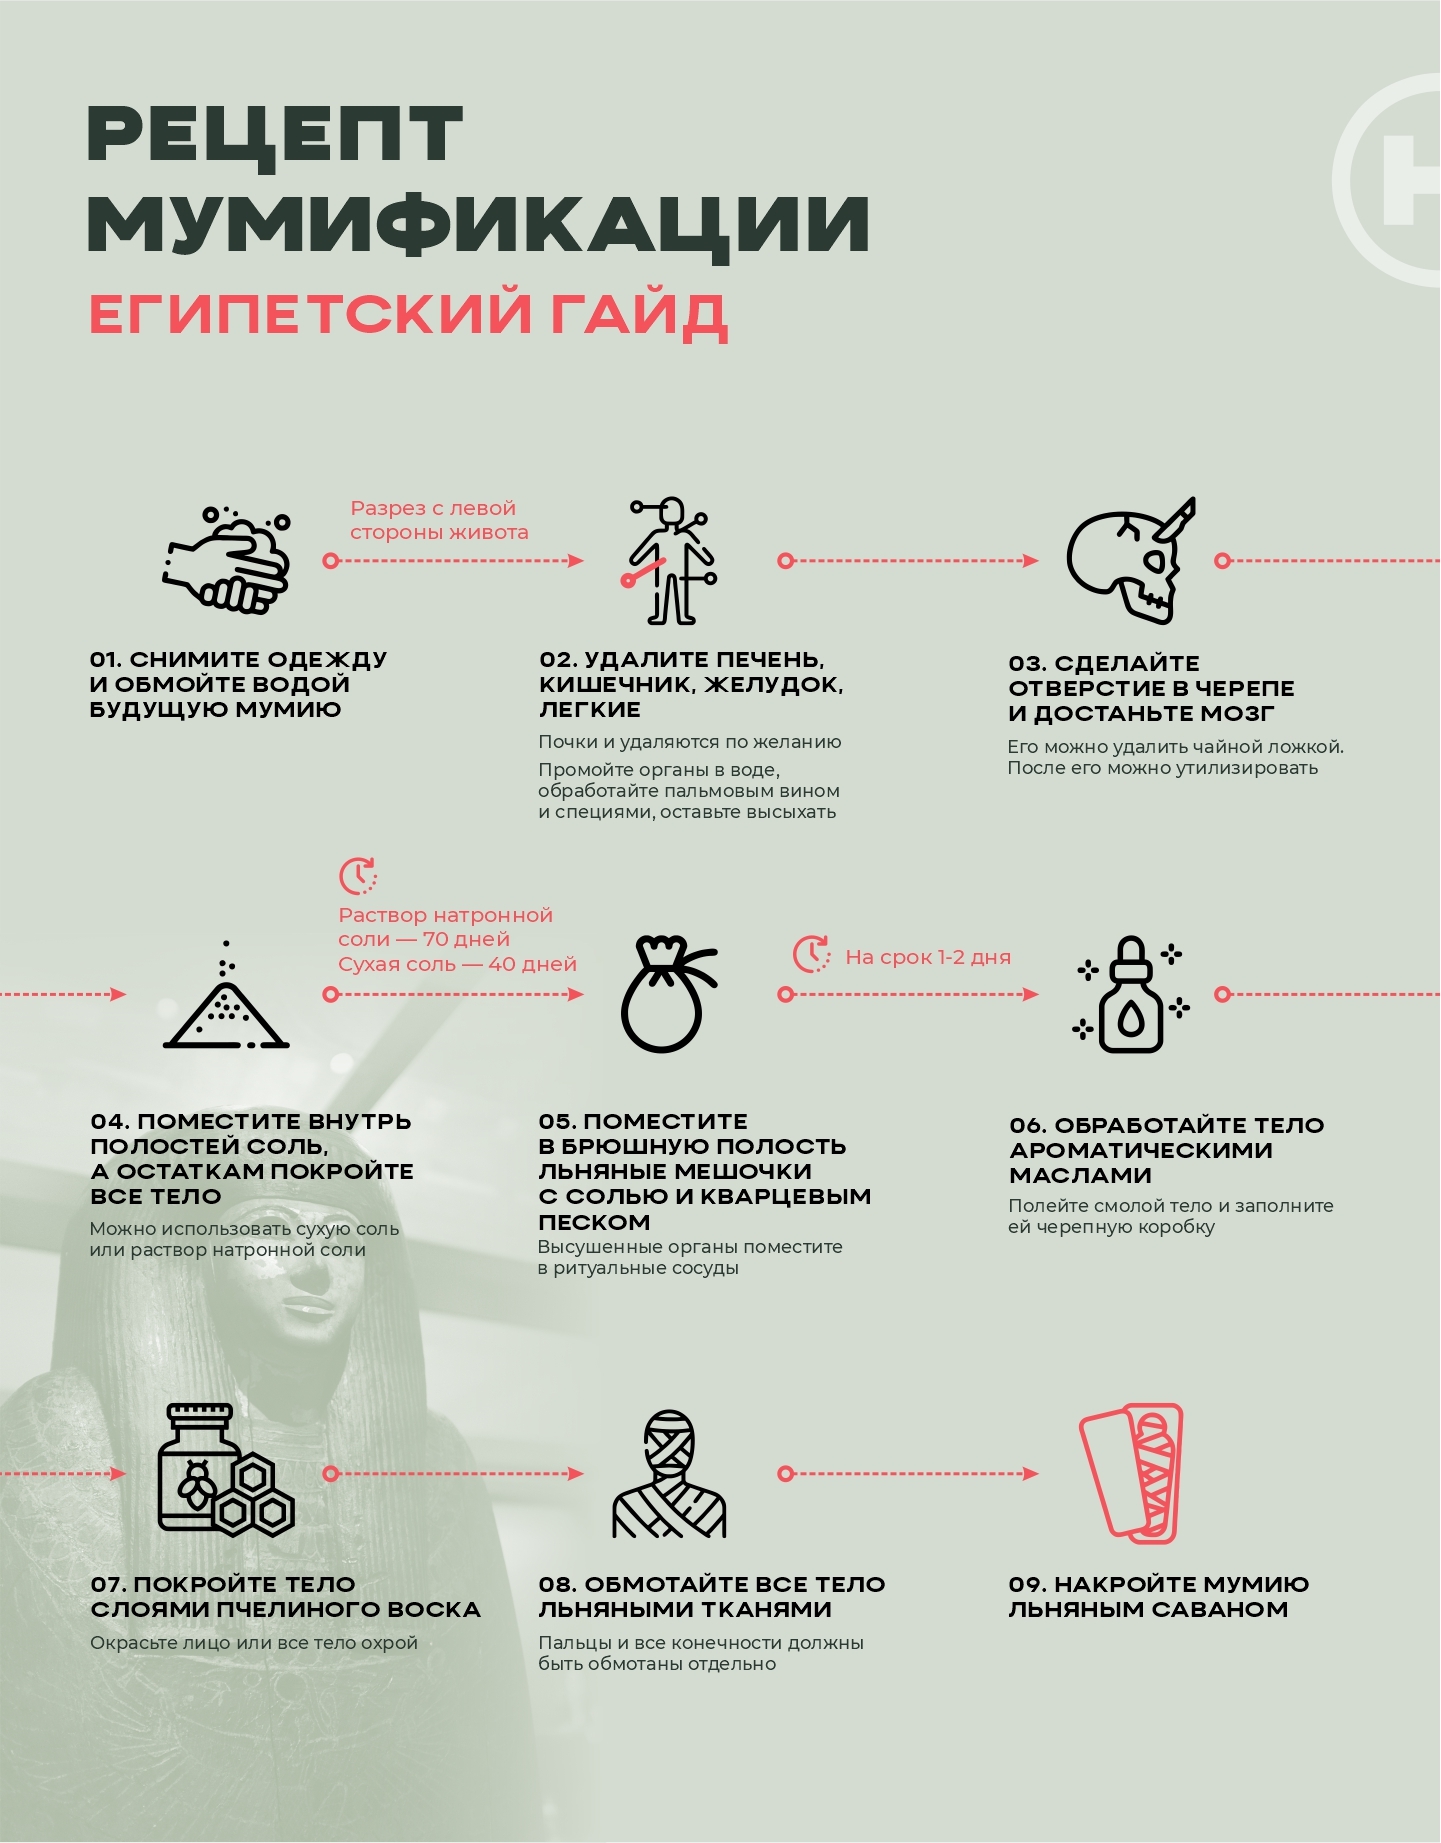 РЕЦЕПТ
МУМИФИКАЦИИ
ЕГИПЕТСКИЙ ГАЙД
Разрез с левой
стороны живота
01. СНИМИТЕ ОДЕЖДУ
И ОБМОЙТЕ ВОДОЙ
БУДУЩУЮ МУМИЮ
02. УДАЛИТЕ ПЕЧЕНЬ,
КИШЕЧНИК, ЖЕЛУДОК,
ЛЕГКИЕ
Почки и удаляются по желанию
Промойте органы в воде,
обработайте пальмовым вином
и специями, оставьте высыхать
03. СДЕЛАЙТЕ
ОТВЕРСТИЕ В ЧЕРЕПЕ
И ДОСТАНЬТЕ МОЗГ
Его можно удалить чайной ложкой.
После его можно утилизировать
Раствор натронной
соли — 70 дней
Сухая соль — 40 дней
На срок 1-2 дня
04. ПОМЕСТИТЕ ВНУТРЬ
ПОЛОСТЕЙ СОЛЬ,
А ОСТАТКАМ ПОКРОЙТЕ
ВСЕ ТЕЛО
Можно использовать сухую соль
или раствор натронной соли
05. ПОМЕСТИТЕ
В БРЮШНУЮ ПОЛОСТЬ
ЛЬНЯНЫЕ МЕШОЧКИ
С СОЛЬЮ И КВАРЦЕВЫМ
ПЕСКОМ
Высушенные органы поместите
в ритуальные сосуды
06. ОБРАБОТАЙТЕ ТЕЛО
АРОМАТИЧЕСКИМИ
МАСЛАМИ
Полейте смолой тело и заполните
ей черепную коробку
07. ПОКРОЙТЕ ТЕЛО
СЛОЯМИ ПЧЕЛИНОГО ВОСКА
Окрасьте лицо или все тело охрой
08. ОБМОТАЙТЕ ВСЕ ТЕЛО
ЛЬНЯНЫМИ ТКАНЯМИ
Пальцы и все конечности должны
быть обмотаны отдельно
09. НАКРОЙТЕ МУМИЮ
ЛЬНЯНЫМ САВАНОМ